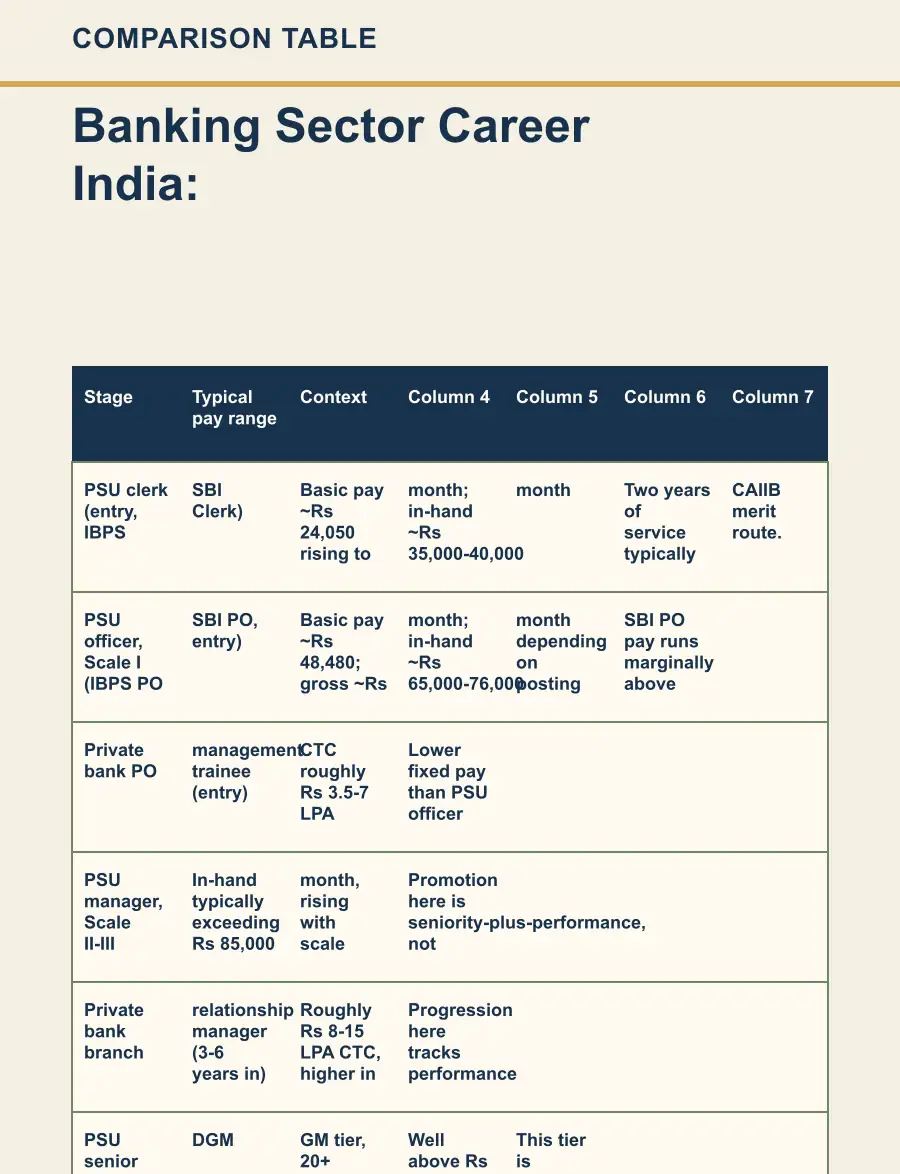 COMPARISON TABLE
Banking Sector Career
India:
Stage
Typical
pay range
Context
Column 4
Column 5
Column 6
Column 7
PSU clerk
(entry,
IBPS
SBI
Clerk)
Basic pay
~Rs
24,050
rising to
month;
in-hand
~Rs
35,000-40,000
month
Two years
of
service
typically
CAIIB
merit
route.
PSU
officer,
Scale I
(IBPS PO
SBI PO,
entry)
Basic pay
~Rs
48,480;
gross ~Rs
month;
in-hand
~Rs
65,000-76,000
month
depending
on
posting
SBI PO
pay runs
marginally
above
Private
bank PO
management
trainee
(entry)
CTC
roughly
Rs 3.5-7
LPA
Lower
fixed pay
than PSU
officer
PSU
manager,
Scale
II-III
In-hand
typically
exceeding
Rs 85,000
month,
rising
with
scale
Promotion
here is
seniority-plus-performance,
not
Private
bank
branch
relationship
manager
(3-6
years in)
Roughly
Rs 8-15
LPA CTC,
higher in
Progression
here
tracks
performance
PSU
senior
DGM
GM tier,
20+
Well
above Rs
This tier
is